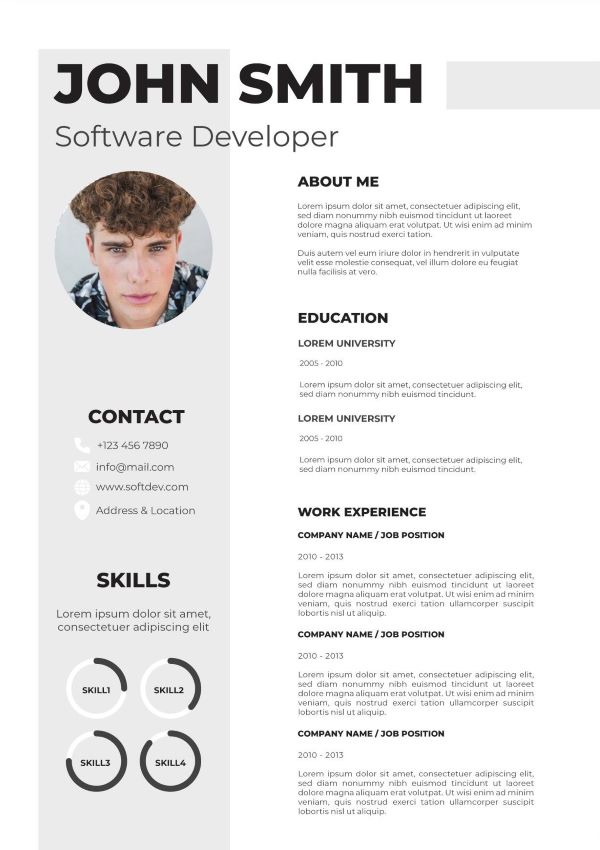 JOHN SMITH
Software Developer
CONTACT
+123 456 7890
info@mail.com
www.softdev.com
Address & Location
SKILLS
Lorem ipsum dolor sit amet,
consectetuer adipiscing elit
SKILL1
SKILL2
SKILL3
SKILL4
ABOUT ME
Lorem ipsum dolor sit amet, consectetuer adipiscing elit,
sed diam nonummy nibh euismod tincidunt ut laoreet
dolore magna aliquam erat volutpat. Ut wisi enim ad minim
veniam, quis nostrud exerci tation.
Duis autem vel eum iriure dolor in hendrerit in vulputate
velit esse molestie consequat, vel illum dolore eu feugiat
nulla facilisis at vero.
EDUCATION
LOREM UNIVERSITY
2005 - 2010
Lorem ipsum dolor sit amet, consectetuer adipiscing elit,
sed diam nonummy nibh euismod tincidunt.
LOREM UNIVERSITY
2005 - 2010
Lorem ipsum dolor sit amet, consectetuer adipiscing elit,
sed diam nonummy nibh euismod tincidunt.
WORK EXPERIENCE
COMPANY NAME / JOB POSITION
2010 - 2013
Lorem ipsum dolor sit amet, consectetuer adipiscing elit,
sed diam nonummy nibh euismod tincidunt ut laoreet
dolore magna aliquam erat volutpat. Ut wisi enim ad minim
veniam, quis nostrud exerci tation ullamcorper suscipit
lobortis nisl ut aliquip.
COMPANY NAME / JOB POSITION
2010 - 2013
Lorem ipsum dolor sit amet, consectetuer adipiscing elit,
sed diam nonummy nibh euismod tincidunt ut laoreet
dolore magna aliquam erat volutpat. Ut wisi enim ad minim
veniam, quis nostrud exerci tation ullamcorper suscipit
lobortis nisl ut aliquip.
COMPANY NAME / JOB POSITION
2010 - 2013
Lorem ipsum dolor sit amet, consectetuer adipiscing elit,
sed diam nonummy nibh euismod tincidunt ut laoreet
dolore magna aliquam erat volutpat. Ut wisi enim ad minim
veniam, quis nostrud exerci tation ullamcorper suscipit
lobortis nisl ut aliquip.